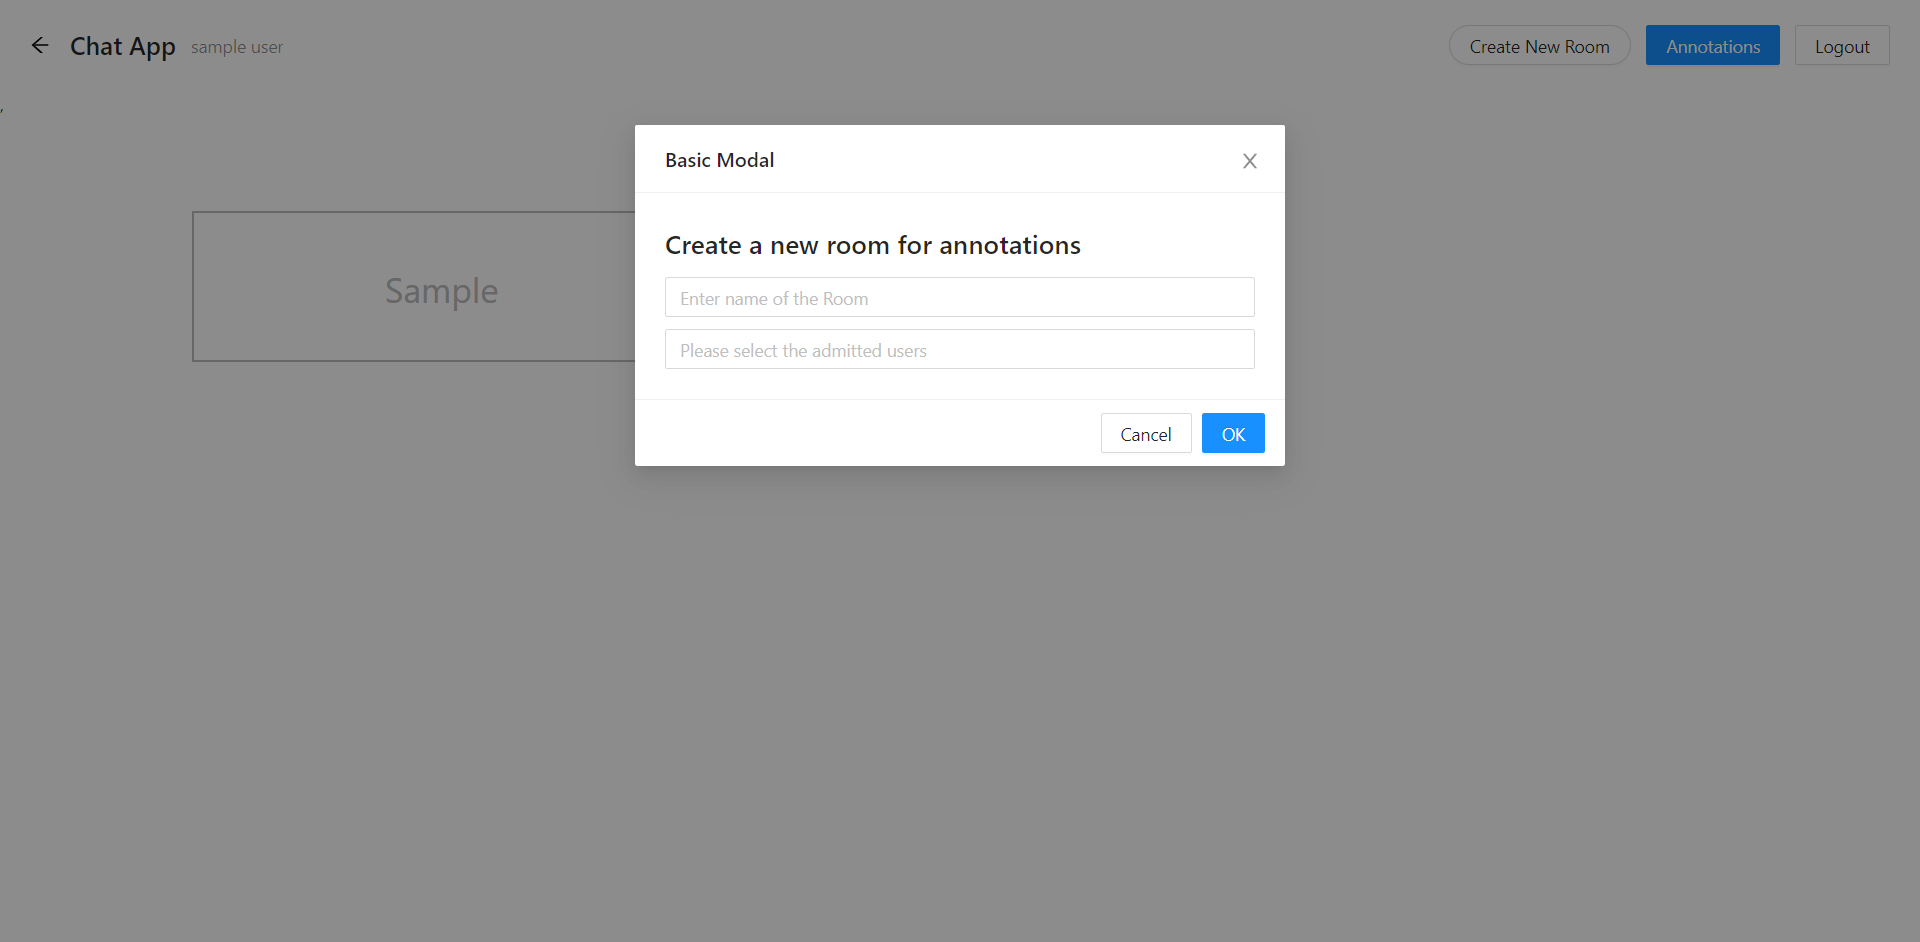 Chat App sample user Create New Room Annotations Logout
,
Basic Modal
Sample
Create a new room for annotations
Enter name of the Room
Please select the admitted users
Cancel OK